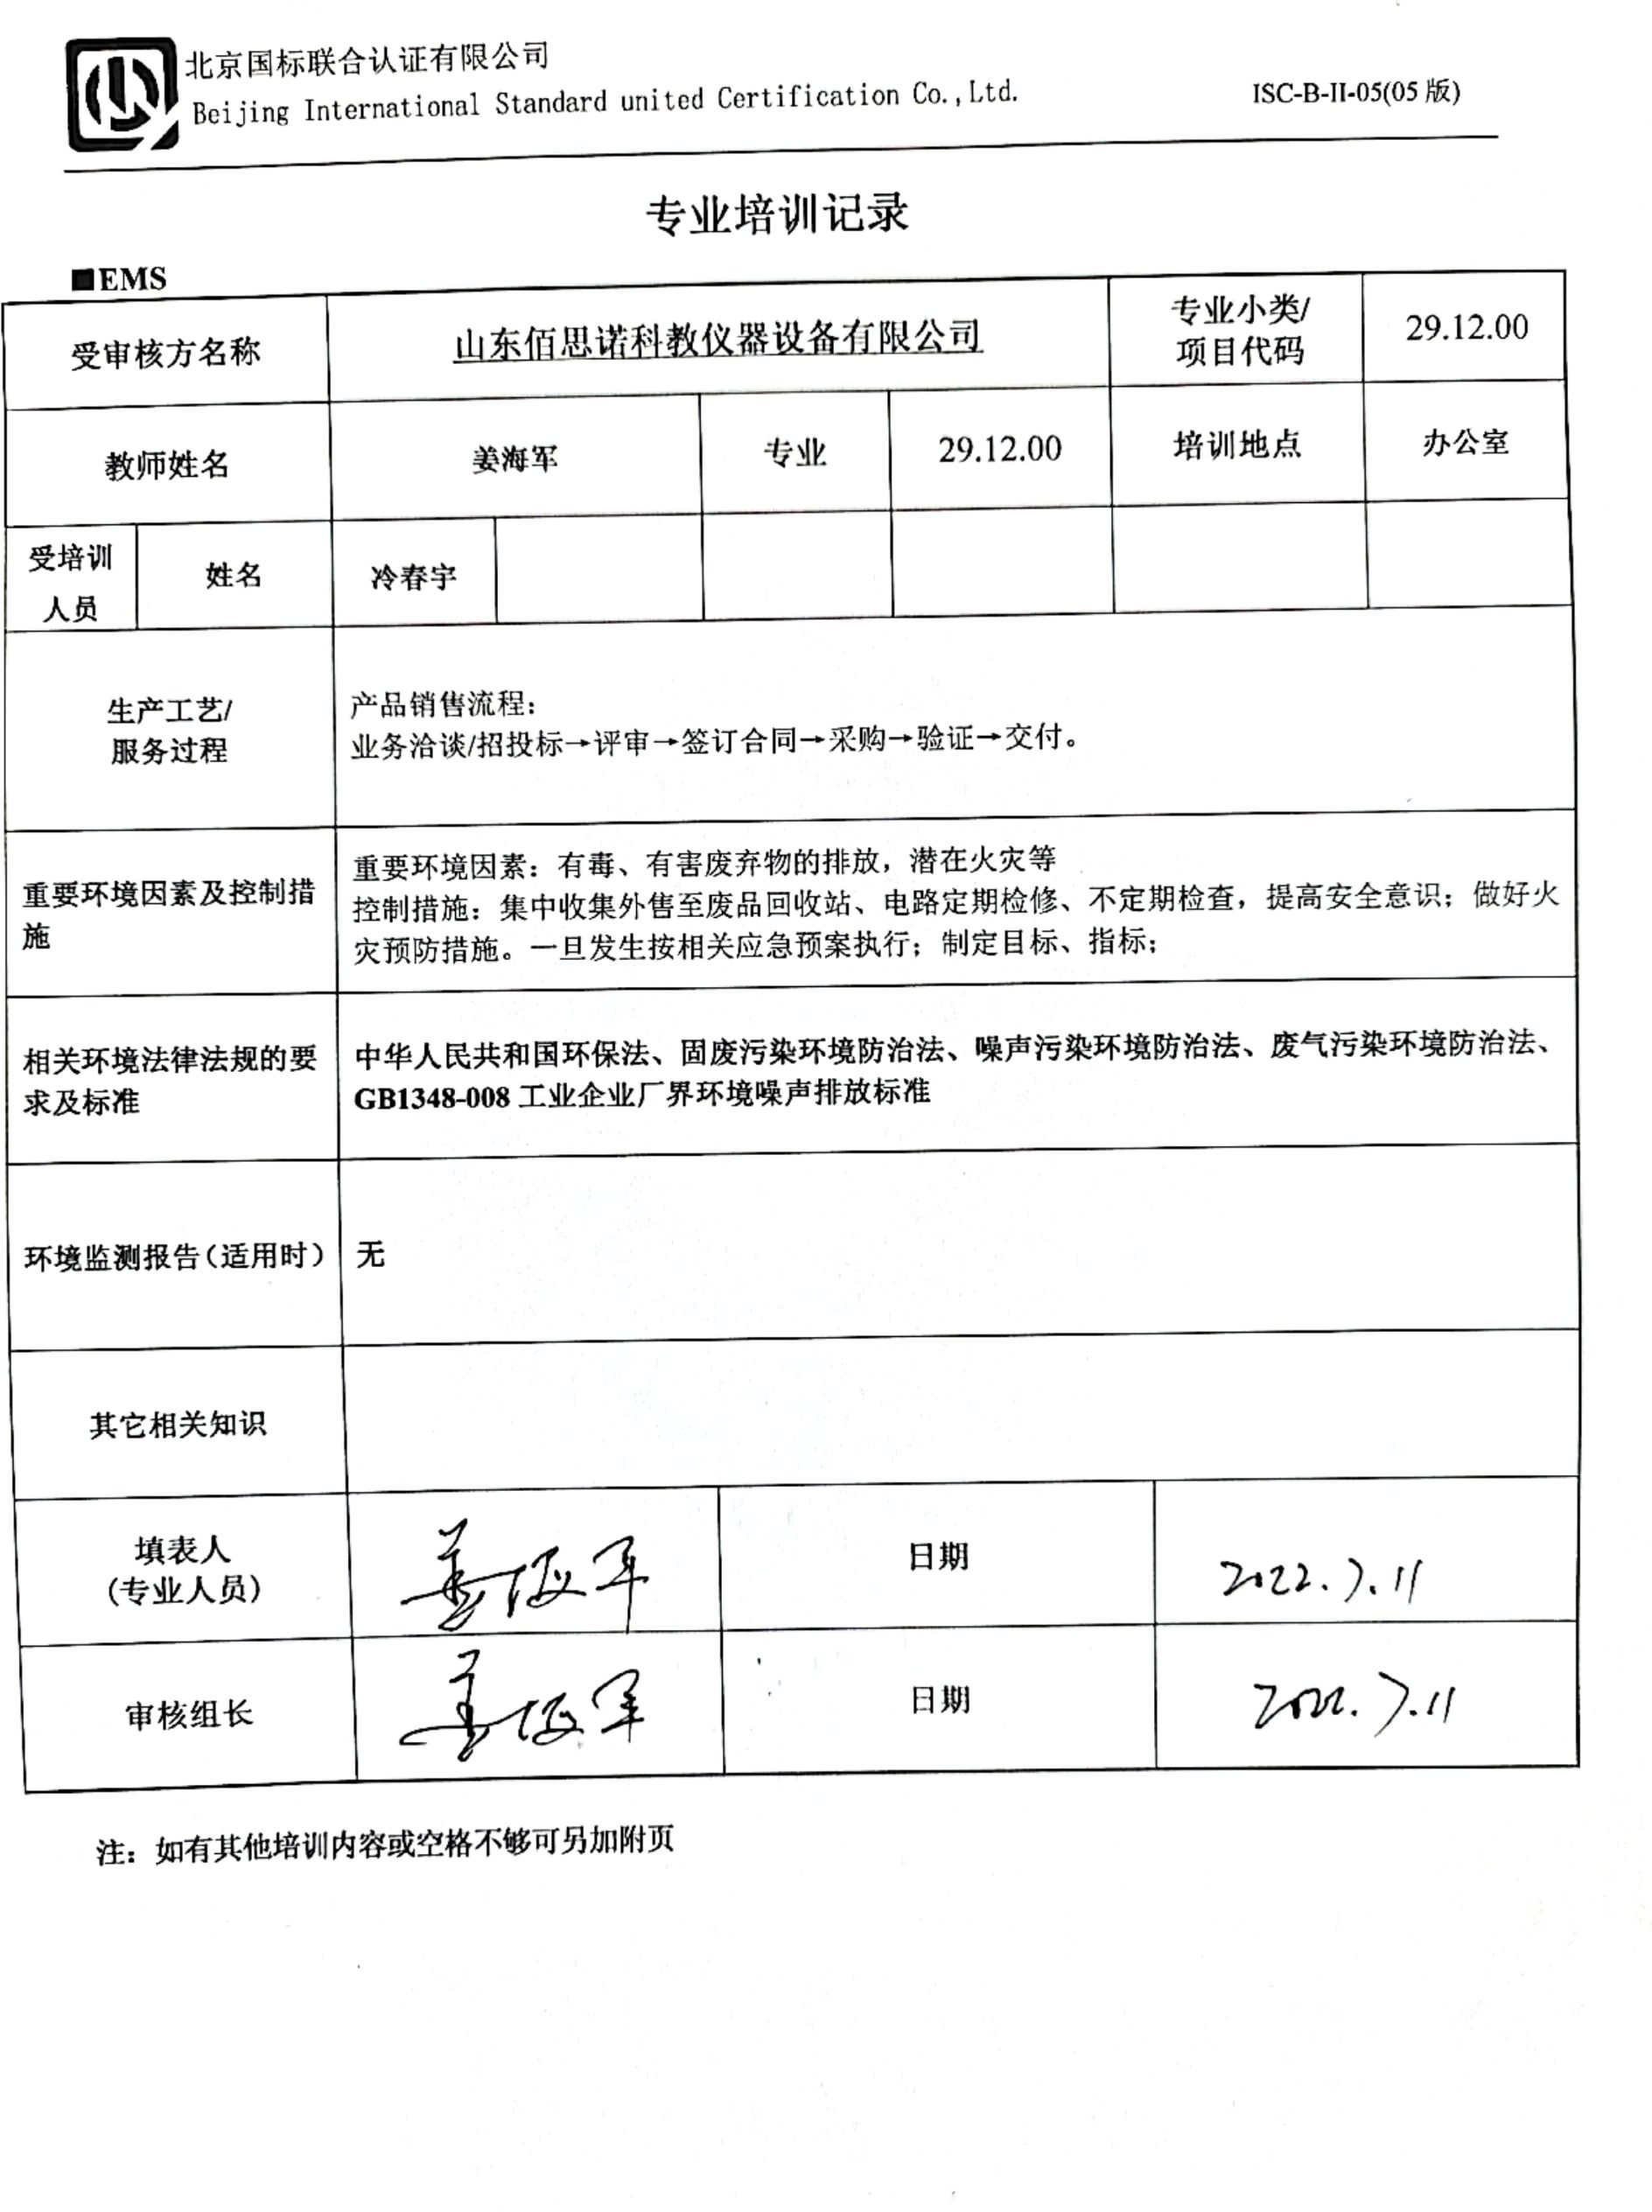 北京国标联合认证有限公司
Beijing International Standard united Certification Co.,Ltd.
ISC-B-II-05(05 版)
专业培训记录
■EMS
受审核方名称
山东佰思诺科教仪器设备有限公司
专业小类/
项目代码
29.12.00
教师姓名
姜海军
专业
29.12.00
培训地点
办公室
受培训
人员
姓名
冷春宇
生产工艺/
服务过程
产品销售流程：
业务洽谈/招投标→评审→签订合同→采购→验证→交付。
重要环境因素及控制措
施
重要环境因素：有毒、有害废弃物的排放，潜在火灾等
控制措施：集中收集外售至废品回收站、电路定期检修、不定期检查，提高安全意识；做好火
灾预防措施。一旦发生按相关应急预案执行；制定目标、指标；
相关环境法律法规的要
求及标准
中华人民共和国环保法、固废污染环境防治法、噪声污染环境防治法、废气污染环境防治法、
GB1348-008 工业企业厂界环境噪声排放标准
环境监测报告（适用时）
无
其它相关知识
填表人
（专业人员）
姜海军
日期
2022.7.11
审核组长
姜海军
日期
2022.7.11
注：如有其他培训内容或空格不够可另加附页